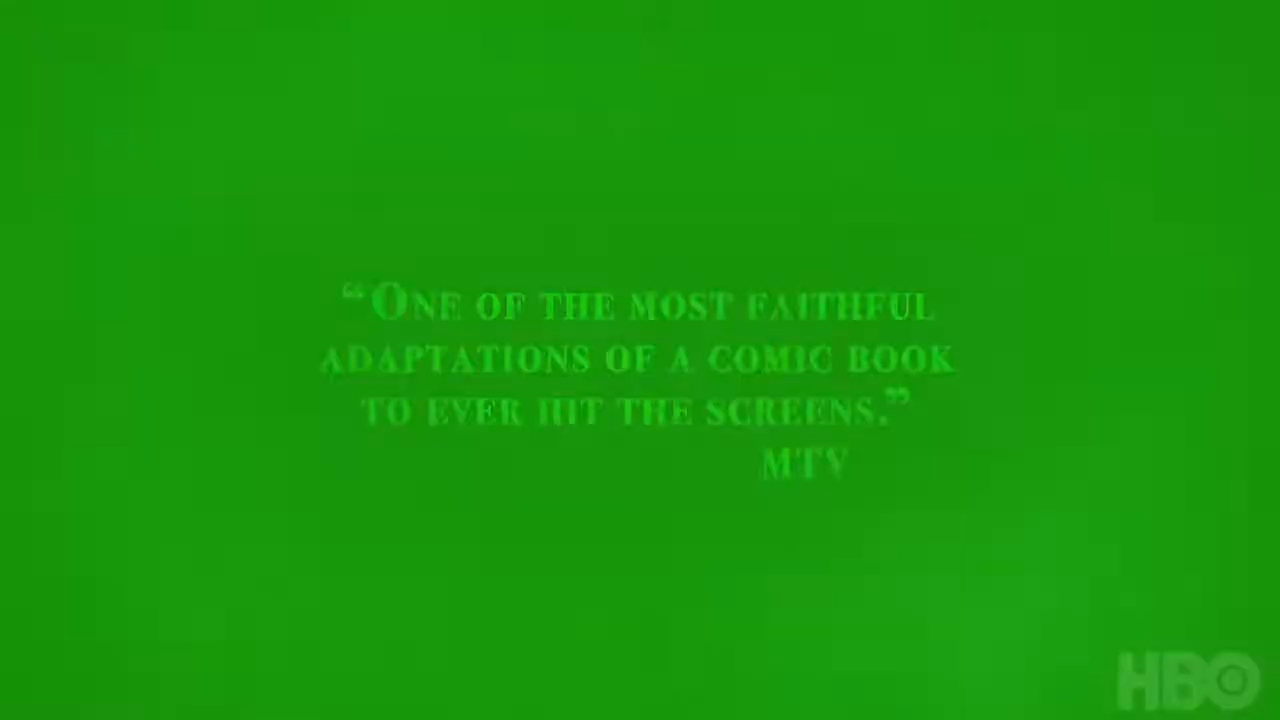 “ONE OF THE MOST FAITHFUL
ADAPTATIONS OF A COMIC BOOK
TO EVER HIT THE SCREENS.”
MTV
HBO